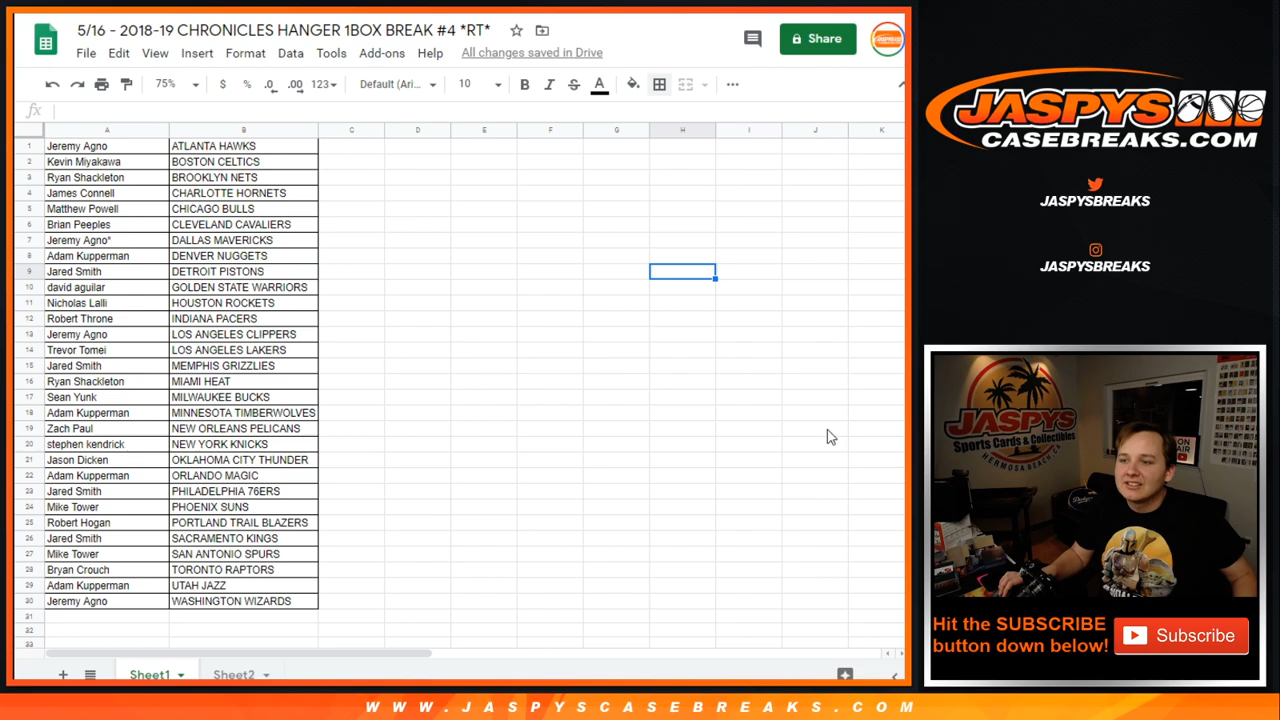 5/16 - 2018-19 CHRONICLES HANGER 1BOX BREAK #4 *RT*
File Edit View Insert Format Data Tools Add-ons Help All changes saved in Drive
Share
75% $ % .0 .00 123 Default (Ari... 10 B I S A
fx
A B C D E F G H I J K
1 Jeremy Agno ATLANTA HAWKS
2 Kevin Miyakawa BOSTON CELTICS
3 Ryan Shackleton BROOKLYN NETS
4 James Connell CHARLOTTE HORNETS
5 Matthew Powell CHICAGO BULLS
6 Brian Peeples CLEVELAND CAVALIERS
7 Jeremy Agno* DALLAS MAVERICKS
8 Adam Kupperman DENVER NUGGETS
9 Jared Smith DETROIT PISTONS
10 david aguilar GOLDEN STATE WARRIORS
11 Nicholas Lalli HOUSTON ROCKETS
12 Robert Throne INDIANA PACERS
13 Jeremy Agno LOS ANGELES CLIPPERS
14 Trevor Tomei LOS ANGELES LAKERS
15 Jared Smith MEMPHIS GRIZZLIES
16 Ryan Shackleton MIAMI HEAT
17 Sean Yunk MILWAUKEE BUCKS
18 Adam Kupperman MINNESOTA TIMBERWOLVES
19 Zach Paul NEW ORLEANS PELICANS
20 stephen kendrick NEW YORK KNICKS
21 Jason Dicken OKLAHOMA CITY THUNDER
22 Adam Kupperman ORLANDO MAGIC
23 Jared Smith PHILADELPHIA 76ERS
24 Mike Tower PHOENIX SUNS
25 Robert Hogan PORTLAND TRAIL BLAZERS
26 Jared Smith SACRAMENTO KINGS
27 Mike Tower SAN ANTONIO SPURS
28 Bryan Crouch TORONTO RAPTORS
29 Adam Kupperman UTAH JAZZ
30 Jeremy Agno WASHINGTON WIZARDS
31
32
33
Sheet1 Sheet2
JASPYS
CASEBREAKS.COM
JASPYSBREAKS
JASPYSBREAKS
JASPYS
Sports Cards & Collectibles
HERMOSA BEACH, CA
ON AIR
Hit the SUBSCRIBE
button down below!
Subscribe
WWW.JASPYSCASEBREAKS.COM